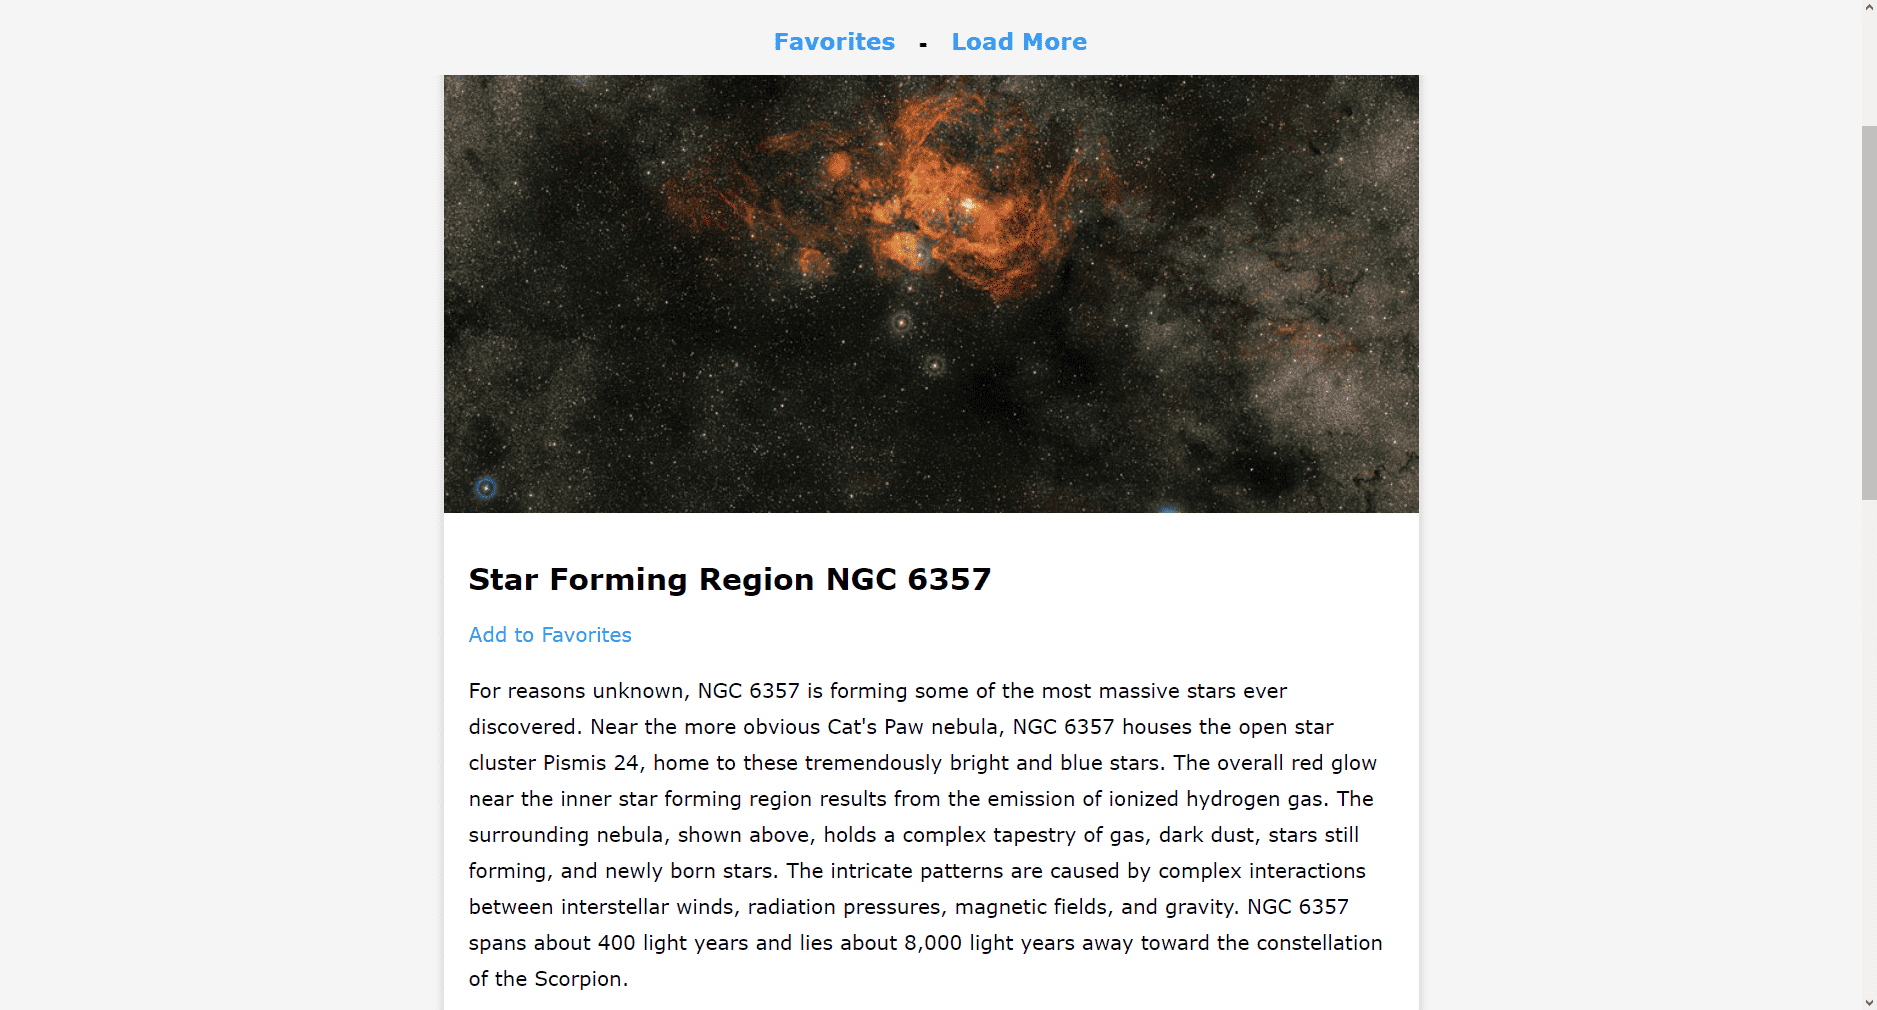 Favorites - Load More
Star Forming Region NGC 6357
Add to Favorites
For reasons unknown, NGC 6357 is forming some of the most massive stars ever
discovered. Near the more obvious Cat's Paw nebula, NGC 6357 houses the open star
cluster Pismis 24, home to these tremendously bright and blue stars. The overall red glow
near the inner star forming region results from the emission of ionized hydrogen gas. The
surrounding nebula, shown above, holds a complex tapestry of gas, dark dust, stars still
forming, and newly born stars. The intricate patterns are caused by complex interactions
between interstellar winds, radiation pressures, magnetic fields, and gravity. NGC 6357
spans about 400 light years and lies about 8,000 light years away toward the constellation
of the Scorpion.